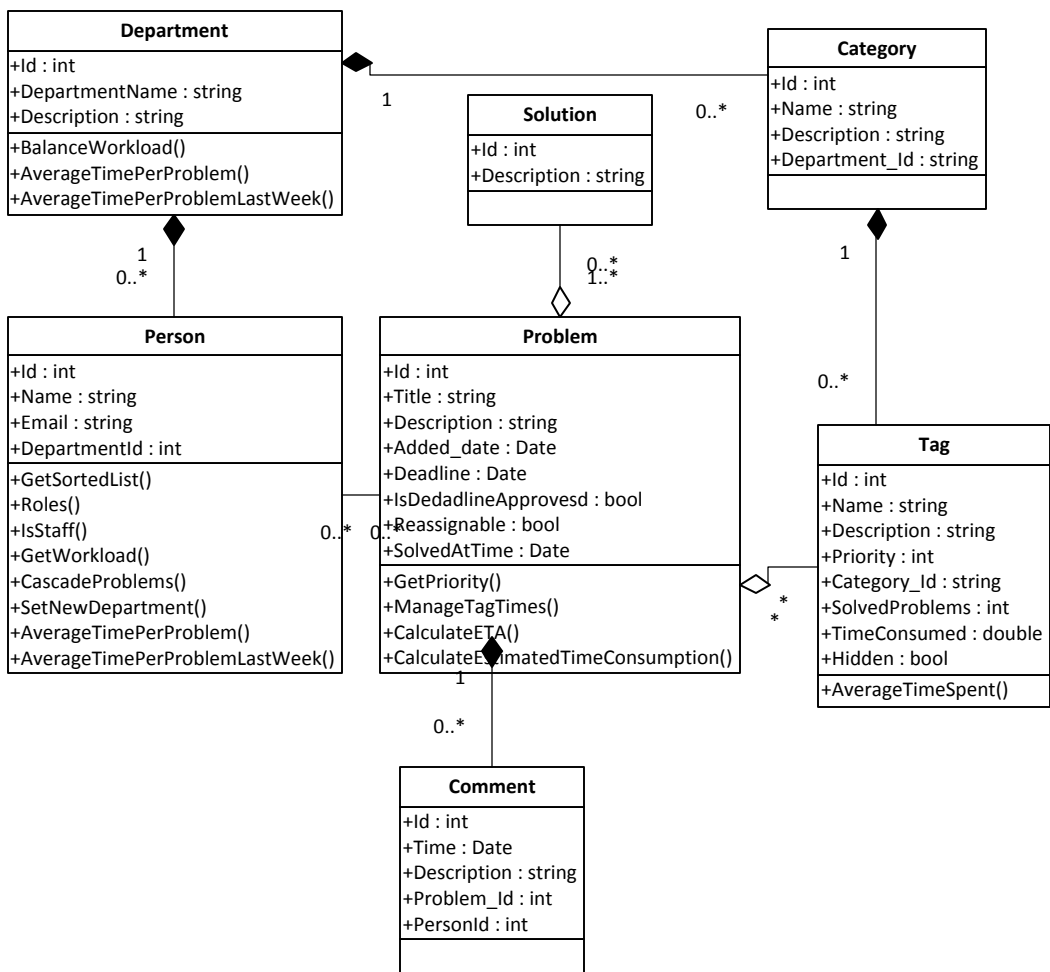 Department
+Id : int
+DepartmentName : string
+Description : string
+BalanceWorkload()
+AverageTimePerProblem()
+AverageTimePerProblemLastWeek()
1
0..*
Category
+Id : int
+Name : string
+Description : string
+Department_Id : string
Solution
+Id : int
+Description : string
1
0..*
0..*
1..*
1
0..*
Person
+Id : int
+Name : string
+Email : string
+DepartmentId : int
+GetSortedList()
+Roles()
+IsStaff()
+GetWorkload()
+CascadeProblems()
+SetNewDepartment()
+AverageTimePerProblem()
+AverageTimePerProblemLastWeek()
0..*
0..*
Problem
+Id : int
+Title : string
+Description : string
+Added_date : Date
+Deadline : Date
+IsDedadlineApprovesd : bool
+Reassignable : bool
+SolvedAtTime : Date
+GetPriority()
+ManageTagTimes()
+CalculateETA()
+CalculateEstimatedTimeConsumption()
*
*
Tag
+Id : int
+Name : string
+Description : string
+Priority : int
+Category_Id : string
+SolvedProblems : int
+TimeConsumed : double
+Hidden : bool
+AverageTimeSpent()
1
0..*
Comment
+Id : int
+Time : Date
+Description : string
+Problem_Id : int
+PersonId : int